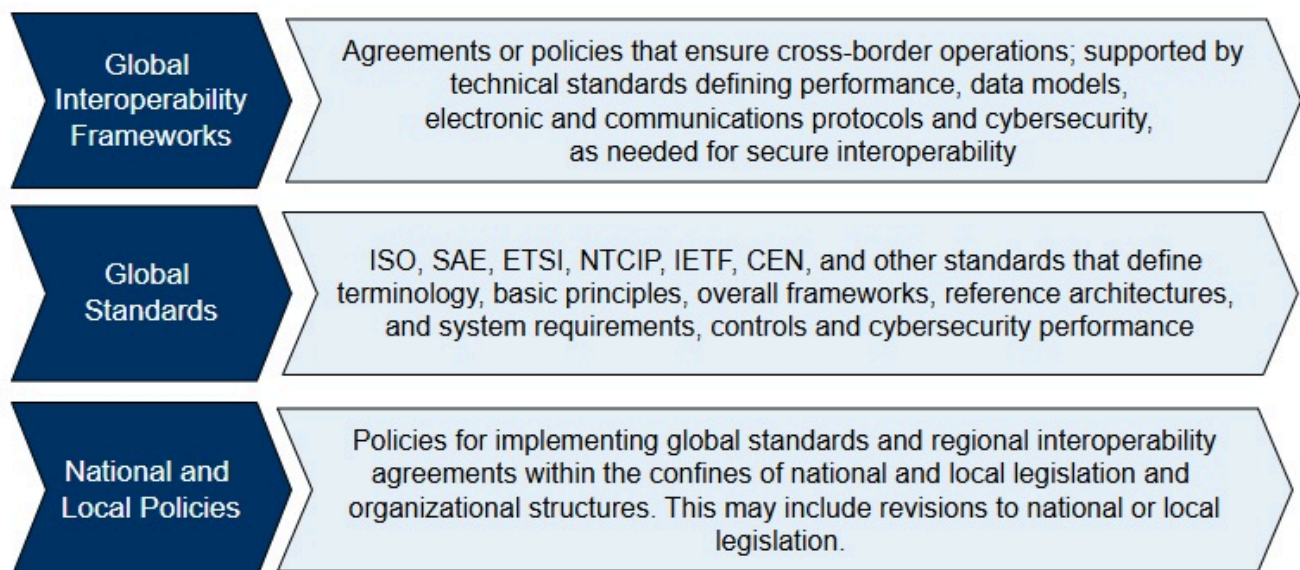 Global
Interoperability
Frameworks
Agreements or policies that ensure cross-border operations; supported by
technical standards defining performance, data models,
electronic and communications protocols and cybersecurity,
as needed for secure interoperability
Global
Standards
ISO, SAE, ETSI, NTCIP, IETF, CEN, and other standards that define
terminology, basic principles, overall frameworks, reference architectures,
and system requirements, controls and cybersecurity performance
National and
Local Policies
Policies for implementing global standards and regional interoperability
agreements within the confines of national and local legislation and
organizational structures. This may include revisions to national or local
legislation.